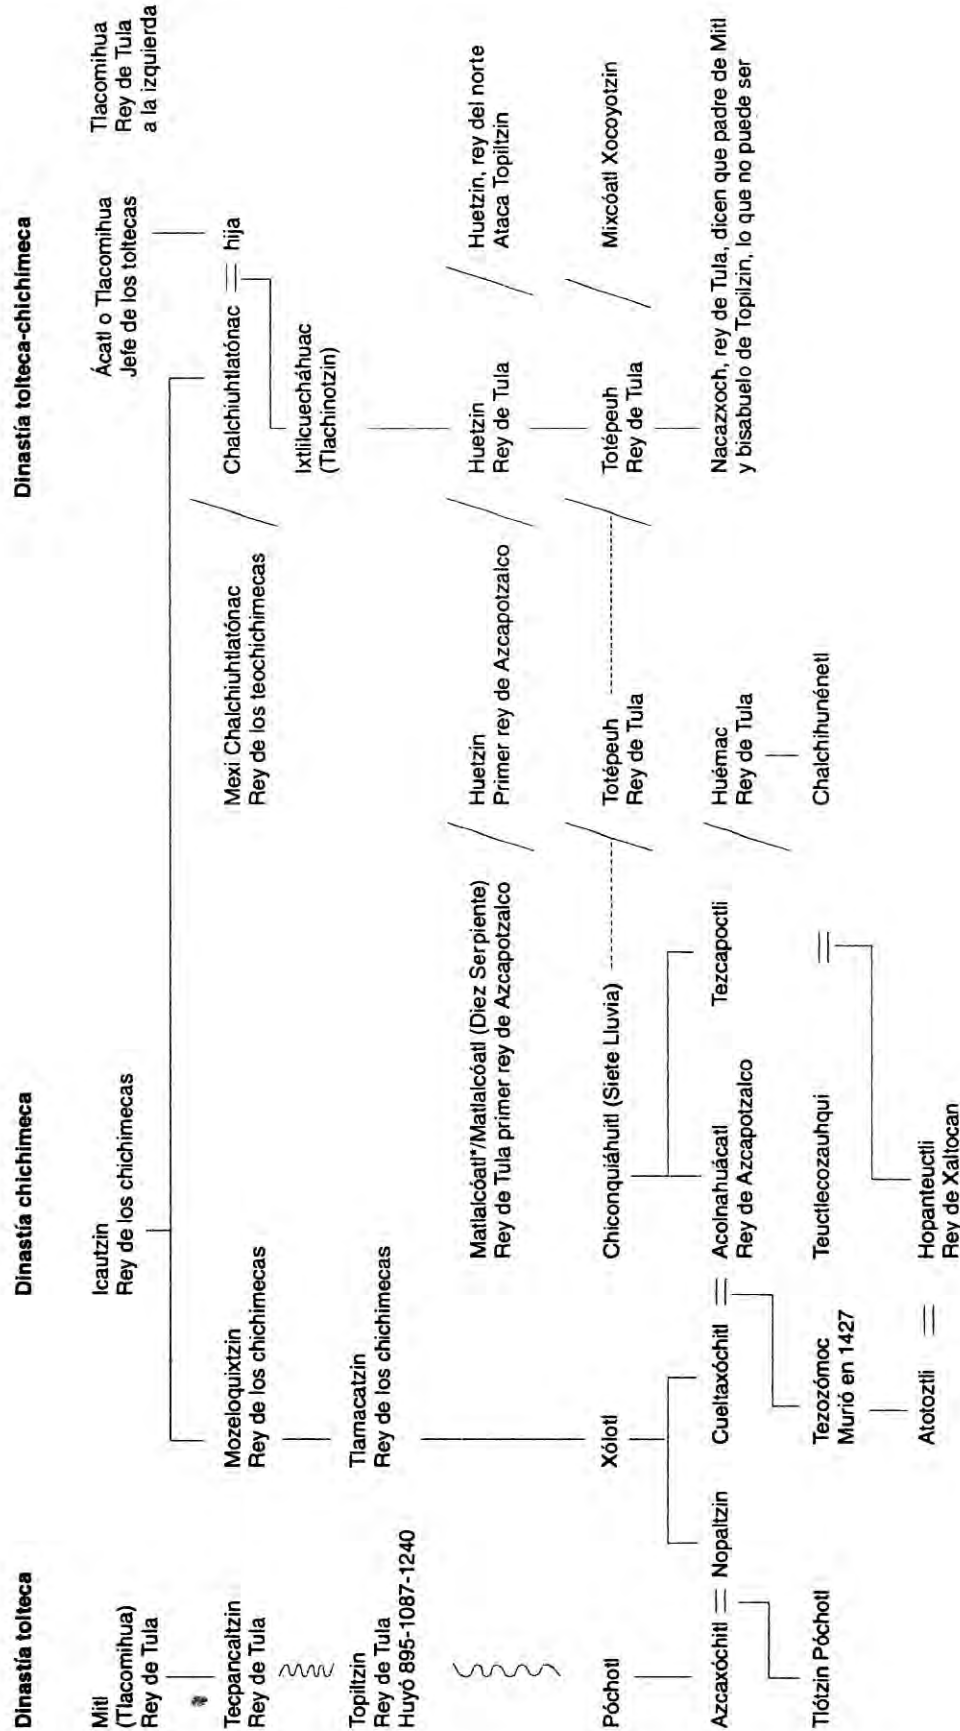 Dinastía tolteca
Dinastía chichimeca
Dinastía tolteca-chichimeca
Mitl
(Tlacomihua)
Rey de Tula
Icautzin
Rey de los chichimecas
Ácatl o Tlacomihua
Jefe de los toltecas
Tlacomihua
Rey de Tula
a la izquierda
Tecpancaltzin
Rey de Tula
Mozeloquixtzin
Rey de los chichimecas
Mexi Chalchiuhtlatónac
Rey de los teochichimecas
Chalchiuhtlatónac = hija
Topiltzin
Rey de Tula
Huyó 895-1087-1240
Tlamacatzin
Rey de los chichimecas
Ixtlilcuecháhuac
(Tlachinotzin)
Matlalcóatl*/Matlalcóatl (Diez Serpiente)
Rey de Tula primer rey de Azcapotzalco
Huetzin
Primer rey de Azcapotzalco
Huetzin
Rey de Tula
Huetzin, rey del norte
Ataca Topiltzin
Póchotl
Xólotl
Chiconquiáhuitl (Siete Lluvia)
Totépeuh
Rey de Tula
Totépeuh
Rey de Tula
Mixcóatl Xocoyotzin
Azcaxóchitl = Nopaltzin
Cueltaxóchitl =
Acolnahuácatl
Rey de Azcapotzalco
Tezcapoctli
Huémac
Rey de Tula
Nacazxoch, rey de Tula, dicen que padre de Mitl
y bisabuelo de Topilzin, lo que no puede ser
Tlótzin Póchotl
Tezozómoc
Murió en 1427
Teuctlecozauhqui =
Chalchihunénetl
Atotoztli =
Hopanteuctli
Rey de Xaltocan